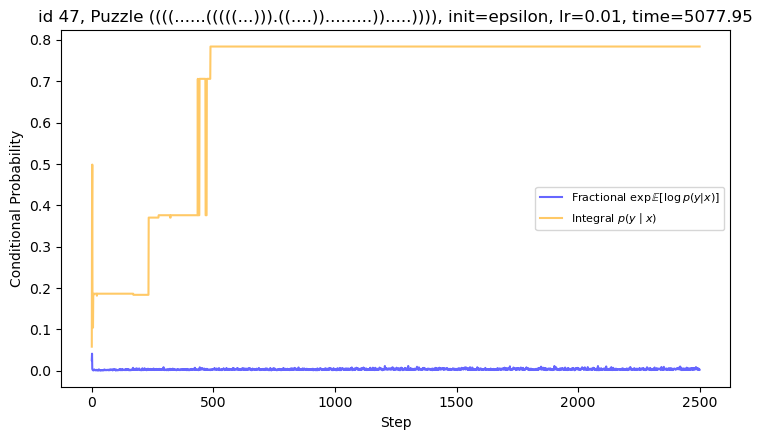 id 47, Puzzle ((((......(((((...))).((....)).........)).....)))), init=epsilon, lr=0.01, time=5077.95
0.8
0.7
0.6
0.5
0.4
0.3
0.2
0.1
0.0
Conditional Probability
Fractional exp𝔼[log p(y|x)]
Integral p(y | x)
0 500 1000 1500 2000 2500
Step